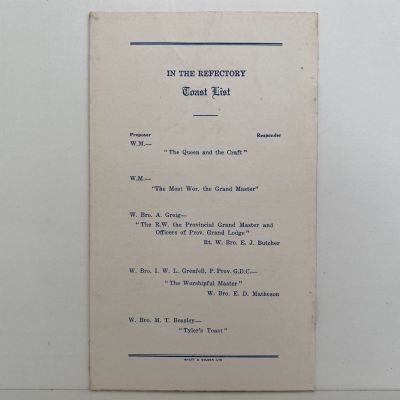 IN THE REFECTORY
Toast List
Proposer Responder
W.M.—
"The Queen and the Craft"
W.M.—
"The Most Wor. the Grand Master"
W. Bro. A. Greig—
"The R.W. the Provincial Grand Master and
Officers of Prov. Grand Lodge"
Rt. W. Bro. E. J. Butcher
W. Bro. I. W. L. Grenfell, P. Prov. G.D.C.—
"The Worshipful Master"
W. Bro. E. D. Matheson
W. Bro. M. T. Beasley—
"Tyler's Toast"